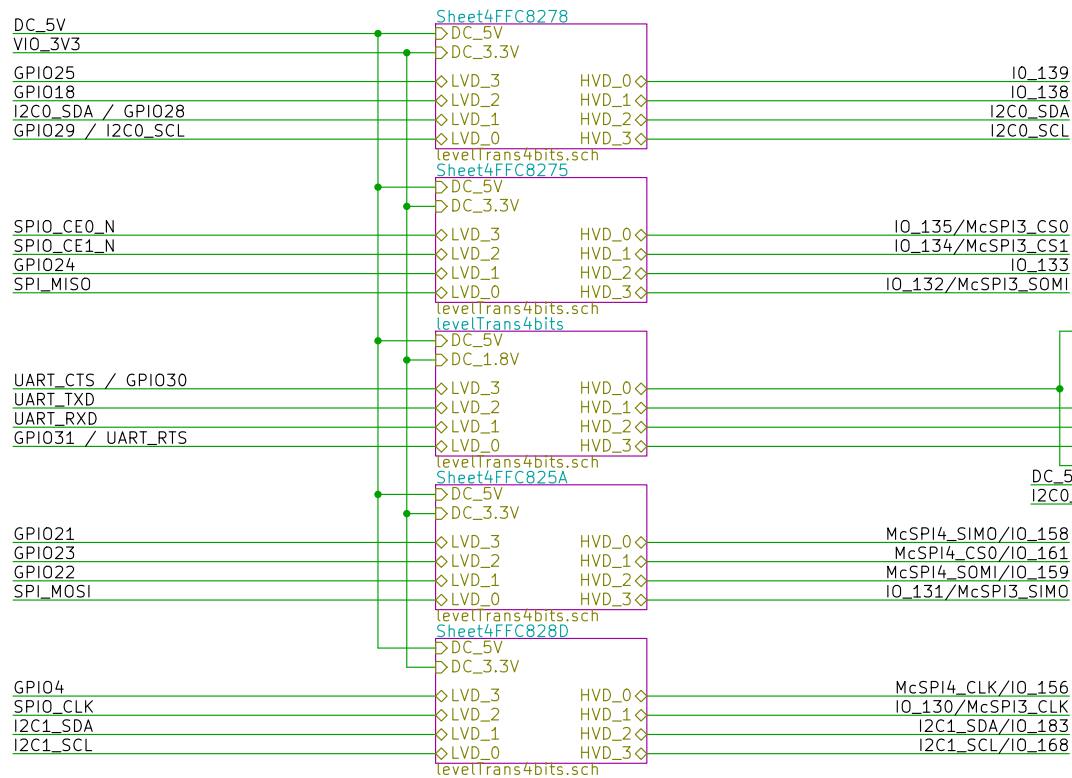 Sheet4FFC8278
DC_5V
DC_5V
VIO_3V3
DC_3.3V
GPIO25 LVD_3 HVD_0 IO_139
GPIO18 LVD_2 HVD_1 IO_138
I2C0_SDA / GPIO28 LVD_1 HVD_2 I2C0_SDA
GPIO29 / I2C0_SCL LVD_0 HVD_3 I2C0_SCL
levelTrans4bits.sch
Sheet4FFC8275
DC_5V
DC_3.3V
SPI0_CE0_N LVD_3 HVD_0 IO_135/McSPI3_CS0
SPI0_CE1_N LVD_2 HVD_1 IO_134/McSPI3_CS1
GPIO24 LVD_1 HVD_2 IO_133
SPI_MISO LVD_0 HVD_3 IO_132/McSPI3_SOMI
levelTrans4bits.sch
levelTrans4bits
DC_5V
DC_1.8V
UART_CTS / GPIO30 LVD_3 HVD_0
UART_TXD LVD_2 HVD_1
UART_RXD LVD_1 HVD_2
GPIO31 / UART_RTS LVD_0 HVD_3
levelTrans4bits.sch
Sheet4FFC825A
DC_5
DC_5V
I2C0_
DC_3.3V
GPIO21 LVD_3 HVD_0 McSPI4_SIMO/IO_158
GPIO23 LVD_2 HVD_1 McSPI4_CS0/IO_161
GPIO22 LVD_1 HVD_2 McSPI4_SOMI/IO_159
SPI_MOSI LVD_0 HVD_3 IO_131/McSPI3_SIMO
levelTrans4bits.sch
Sheet4FFC828D
DC_5V
DC_3.3V
GPIO4 LVD_3 HVD_0 McSPI4_CLK/IO_156
SPI0_CLK LVD_2 HVD_1 IO_130/McSPI3_CLK
I2C1_SDA LVD_1 HVD_2 I2C1_SDA/IO_183
I2C1_SCL LVD_0 HVD_3 I2C1_SCL/IO_168
levelTrans4bits.sch